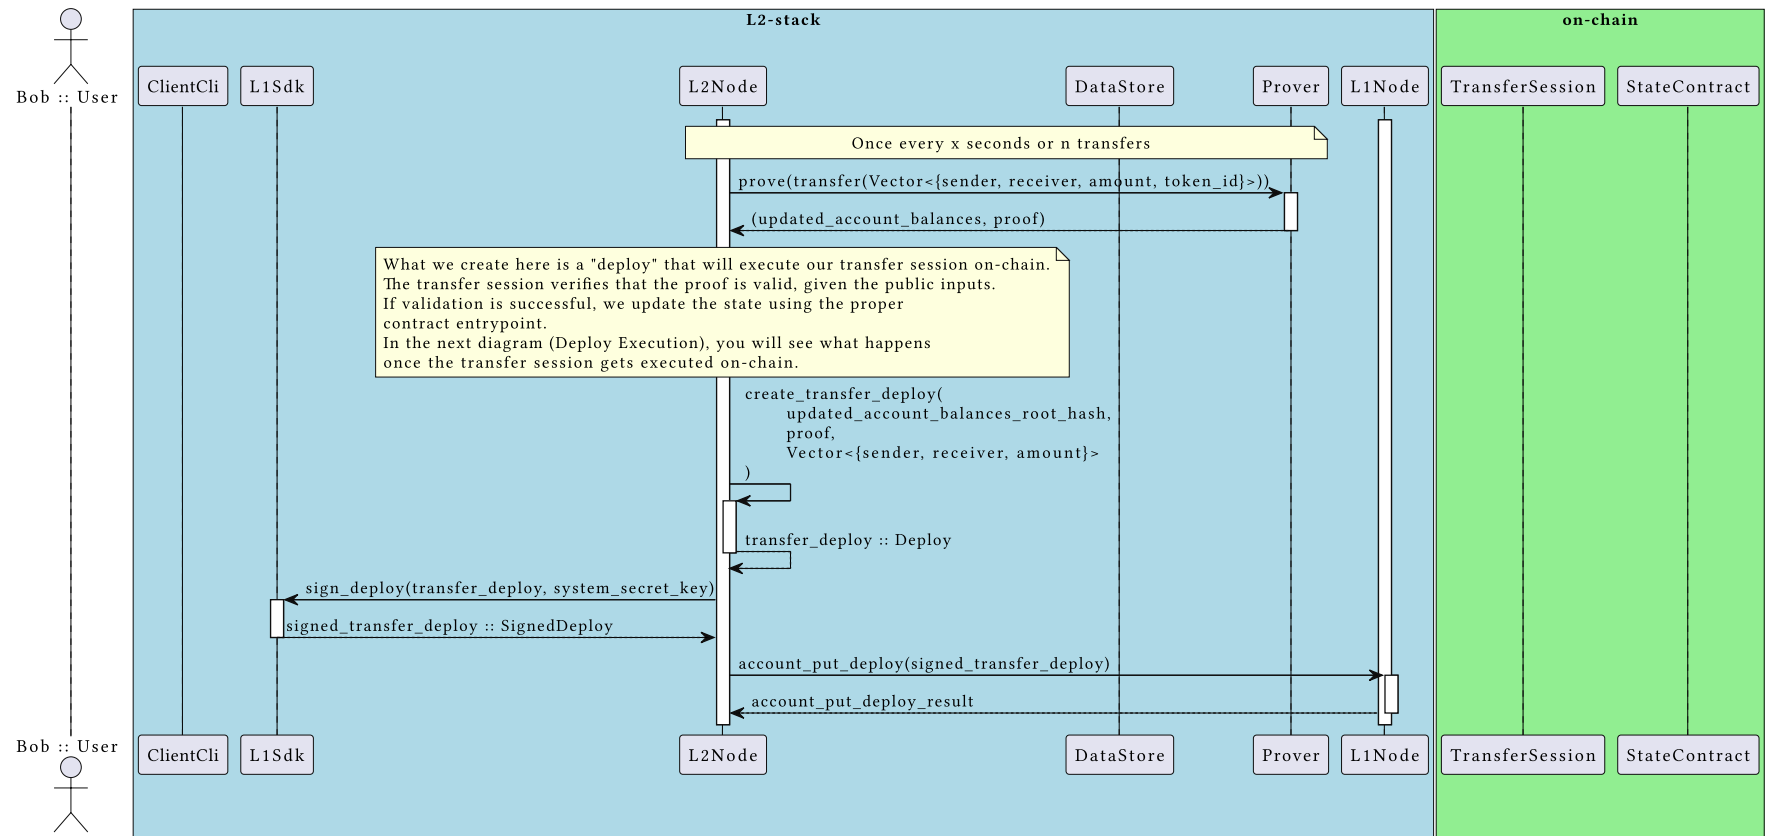 L2-stack
on-chain
Bob :: User
ClientCli
L1Sdk
L2Node
DataStore
Prover
L1Node
TransferSession
StateContract
Once every x seconds or n transfers
prove(transfer(Vector<{sender, receiver, amount, token_id}>))
(updated_account_balances, proof)
What we create here is a "deploy" that will execute our transfer session on-chain.
The transfer session verifies that the proof is valid, given the public inputs.
If validation is successful, we update the state using the proper
contract entrypoint.
In the next diagram (Deploy Execution), you will see what happens
once the transfer session gets executed on-chain.
create_transfer_deploy(
updated_account_balances_root_hash,
proof,
Vector<{sender, receiver, amount}>
)
transfer_deploy :: Deploy
sign_deploy(transfer_deploy, system_secret_key)
signed_transfer_deploy :: SignedDeploy
account_put_deploy(signed_transfer_deploy)
account_put_deploy_result
Bob :: User
ClientCli
L1Sdk
L2Node
DataStore
Prover
L1Node
TransferSession
StateContract